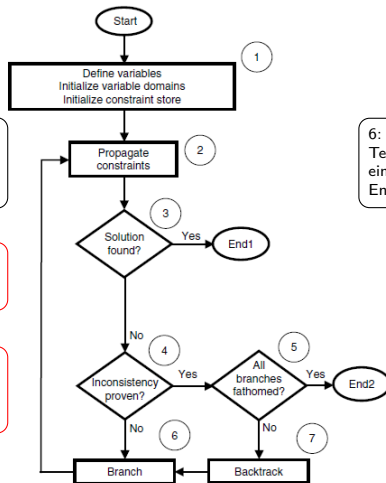 Start
1
Define variables
Initialize variable domains
Initialize constraint store
Propagate
constraints
2
6:
Te
ein
En
3
Solution
found?
Yes
End1
No
4
5
Inconsistency
proven?
Yes
All
branches
fathomed?
Yes
End2
No
6
No
7
Branch
Backtrack